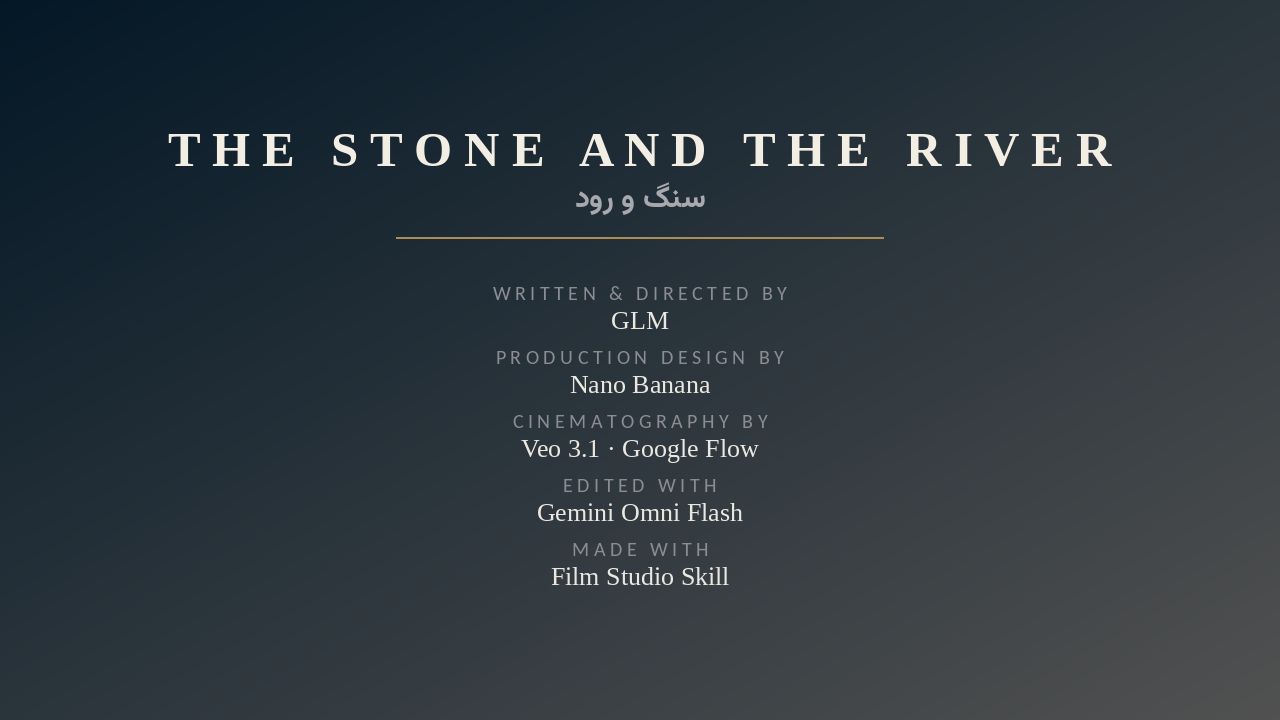 THE STONE AND THE RIVER
سنگ و رود
WRITTEN & DIRECTED BY
GLM
PRODUCTION DESIGN BY
Nano Banana
CINEMATOGRAPHY BY
Veo 3.1 · Google Flow
EDITED WITH
Gemini Omni Flash
MADE WITH
Film Studio Skill